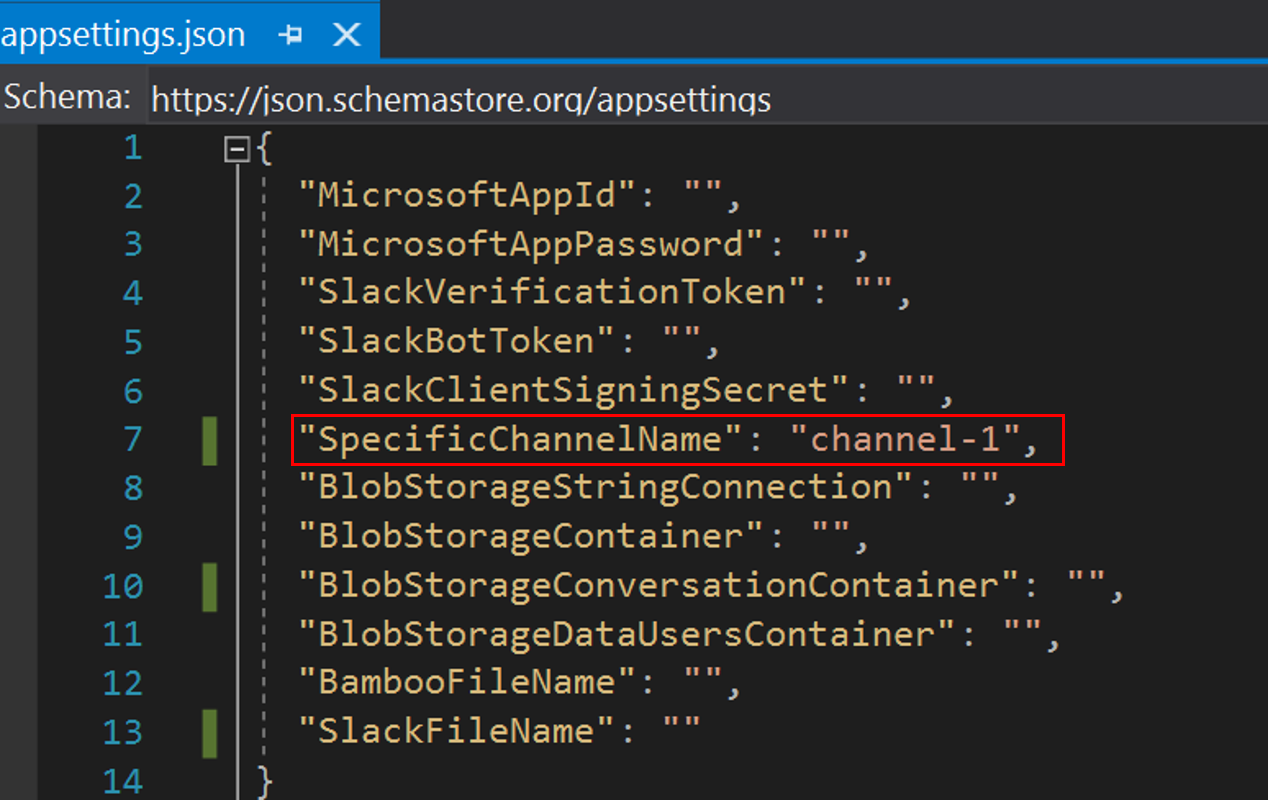 appsettings.json
Schema: https://json.schemastore.org/appsettings
1 {
2 "MicrosoftAppId": "",
3 "MicrosoftAppPassword": "",
4 "SlackVerificationToken": "",
5 "SlackBotToken": "",
6 "SlackClientSigningSecret": "",
7 "SpecificChannelName": "channel-1",
8 "BlobStorageStringConnection": "",
9 "BlobStorageContainer": "",
10 "BlobStorageConversationContainer": "",
11 "BlobStorageDataUsersContainer": "",
12 "BambooFileName": "",
13 "SlackFileName": ""
14 }